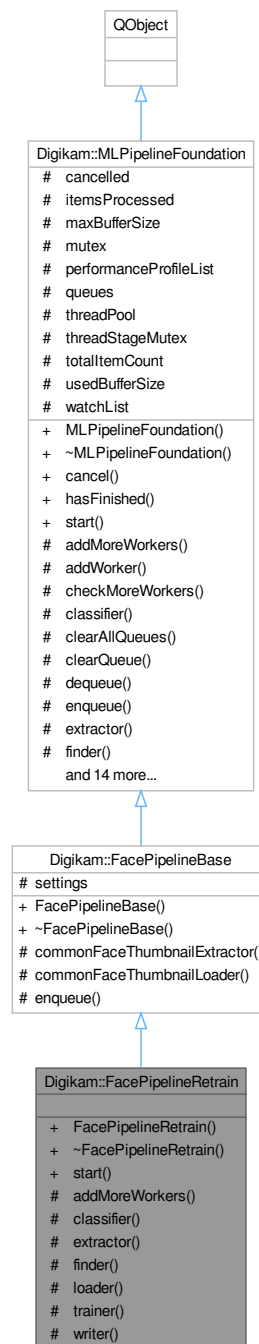 QObject
Digikam::MLPipelineFoundation
# cancelled
# itemsProcessed
# maxBufferSize
# mutex
# performanceProfileList
# queues
# threadPool
# threadStageMutex
# totalItemCount
# usedBufferSize
# watchList
+ MLPipelineFoundation()
+ ~MLPipelineFoundation()
+ cancel()
+ hasFinished()
+ start()
# addMoreWorkers()
# addWorker()
# checkMoreWorkers()
# classifier()
# clearAllQueues()
# clearQueue()
# dequeue()
# enqueue()
# extractor()
# finder()
and 14 more...
Digikam::FacePipelineBase
# settings
+ FacePipelineBase()
+ ~FacePipelineBase()
# commonFaceThumbnailExtractor(
# commonFaceThumbnailLoader()
# enqueue()
Digikam::FacePipelineRetrain
+ FacePipelineRetrain()
+ ~FacePipelineRetrain()
+ start()
# addMoreWorkers()
# classifier()
# extractor()
# finder()
# loader()
# trainer()
# writer()